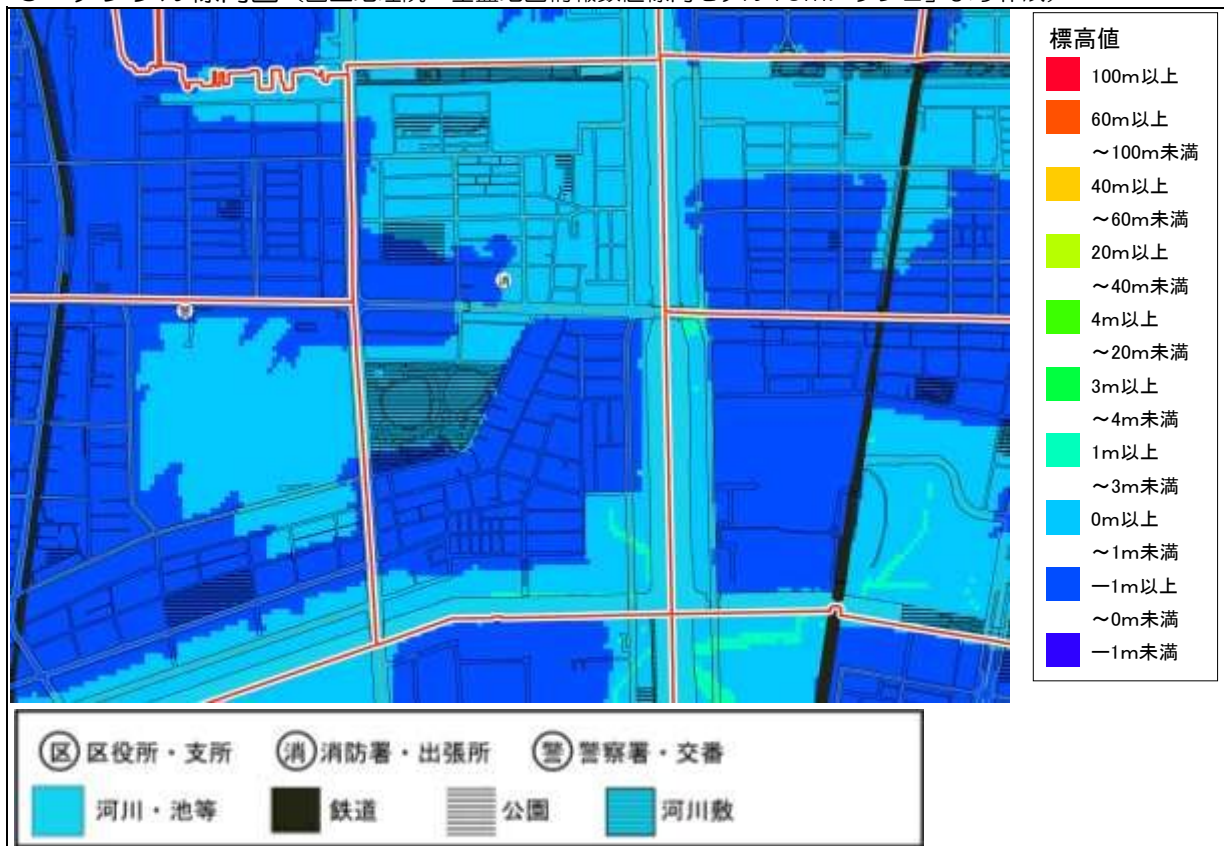 標高値
100m以上
60m以上
～100m未満
40m以上
～60m未満
20m以上
～40m未満
4m以上
～20m未満
3m以上
～4m未満
1m以上
～3m未満
0m以上
～1m未満
－1m以上
～0m未満
－1m未満
消
区 区役所・支所 消 消防署・出張所 警 警察署・交番
河川・池等 鉄道 公園 河川敷